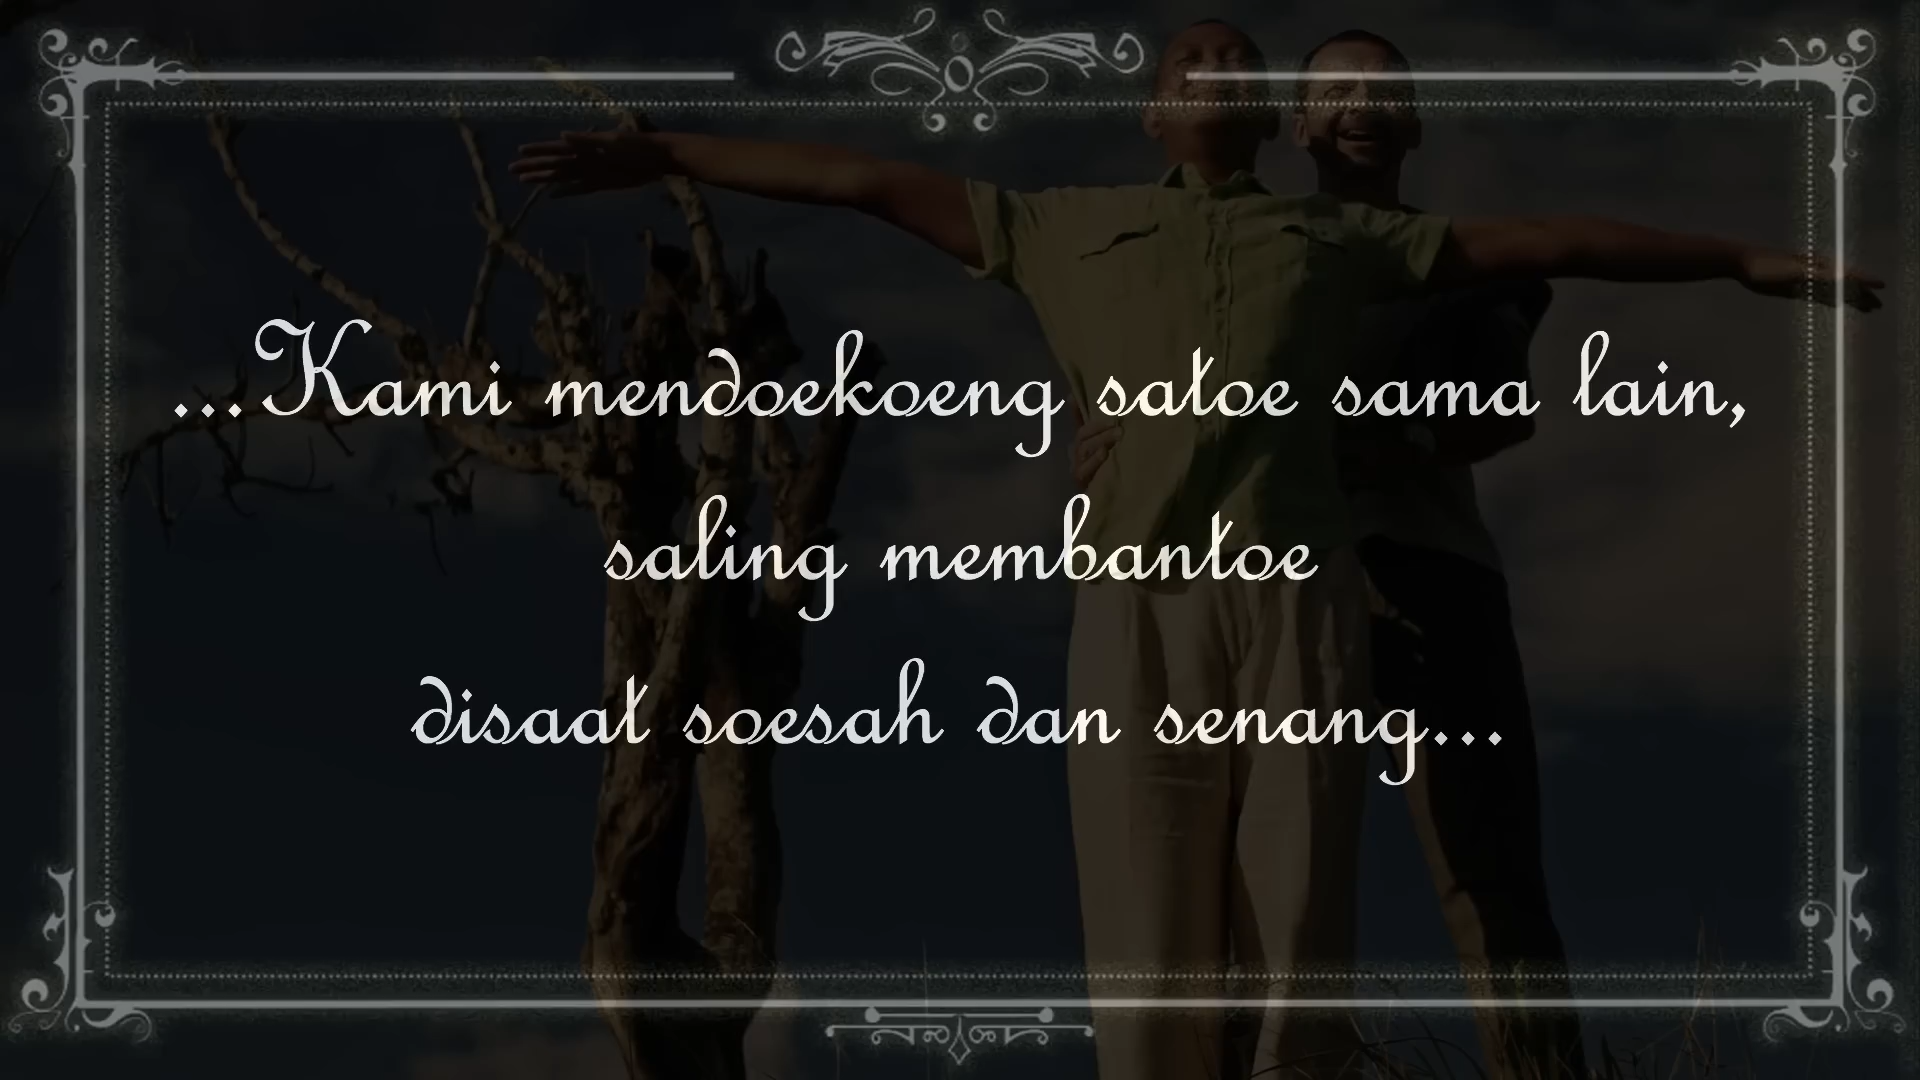 ...Kami mendoekoeng satoe sama lain,
saling membantoe
disaat soesah dan senang...